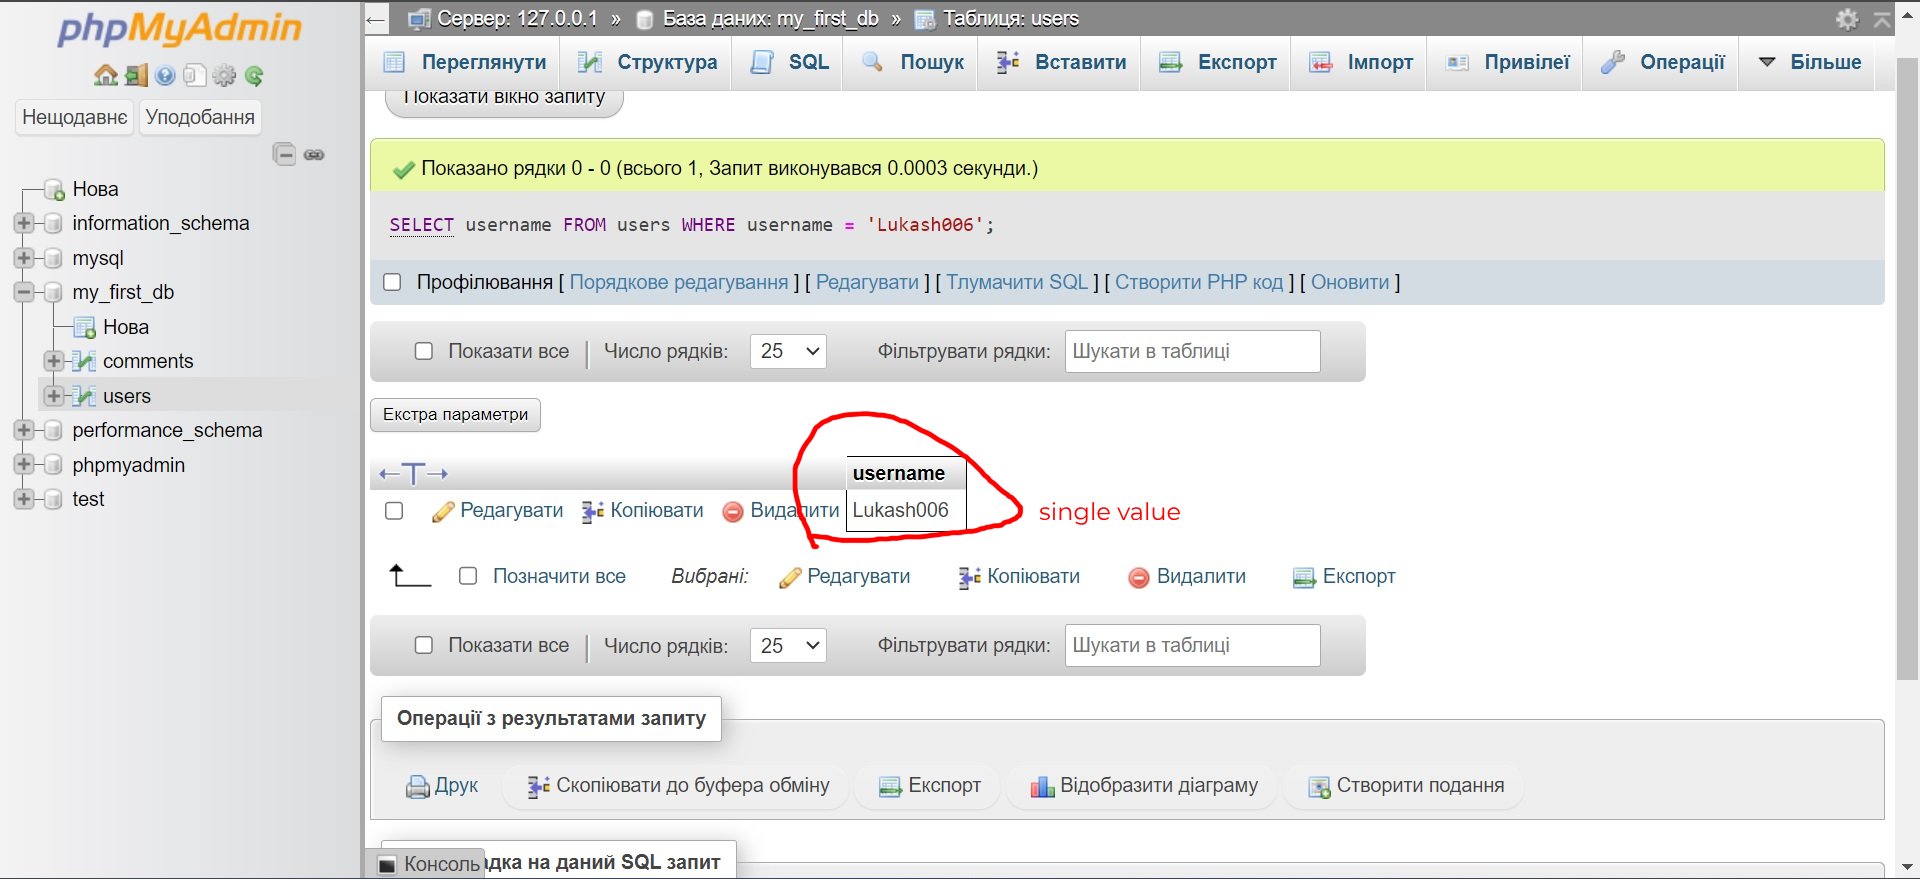 phpMyAdmin
Нещодавнє
Уподобання
Нова
information_schema
mysql
my_first_db
Нова
comments
users
performance_schema
phpmyadmin
test
Сервер: 127.0.0.1 » База даних: my_first_db » Таблиця: users
Переглянути Структура SQL Пошук Вставити Експорт Імпорт Привілеї Операції Більше
Показати вікно запиту
Показано рядки 0 - 0 (всього 1, Запит виконувався 0.0003 секунди.)
SELECT username FROM users WHERE username = 'Lukash006';
Профілювання [ Порядкове редагування ] [ Редагувати ] [ Тлумачити SQL ] [ Створити PHP код ] [ Оновити ]
Показати все Число рядків: 25 Фільтрувати рядки: Шукати в таблиці
Екстра параметри
←T→ username
Редагувати Копіювати Видалити Lukash006 single value
Позначити все Вибрані: Редагувати Копіювати Видалити Експорт
Показати все Число рядків: 25 Фільтрувати рядки: Шукати в таблиці
Операції з результатами запиту
Друк Скопіювати до буфера обміну Експорт Відобразити діаграму Створити подання
Консоль
на даний SQL запит